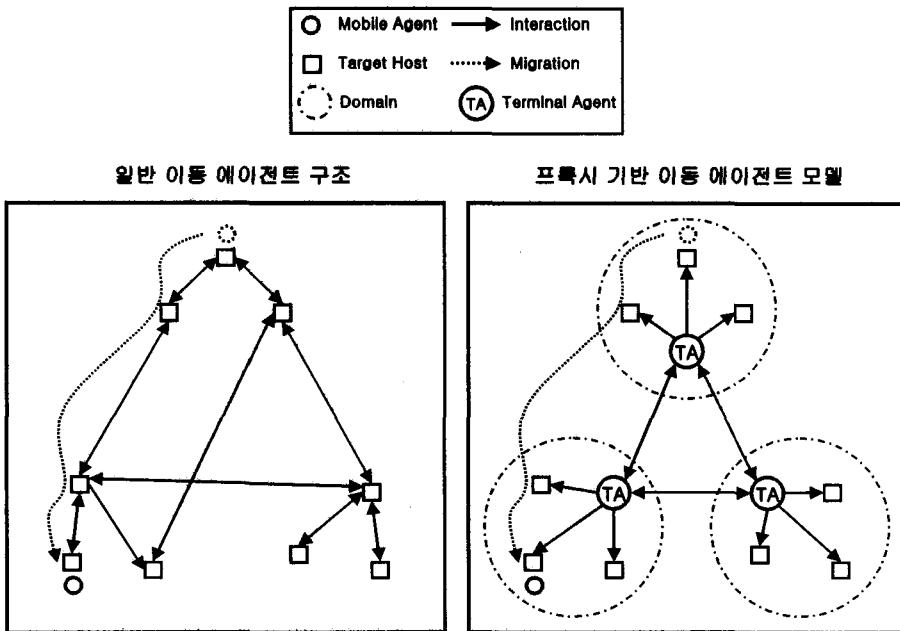 Mobile Agent
Interaction
Target Host
Migration
Domain
TA
Terminal Agent
일반 이동 에이전트 구조
프록시 기반 이동 에이전트 모델
TA
TA
TA